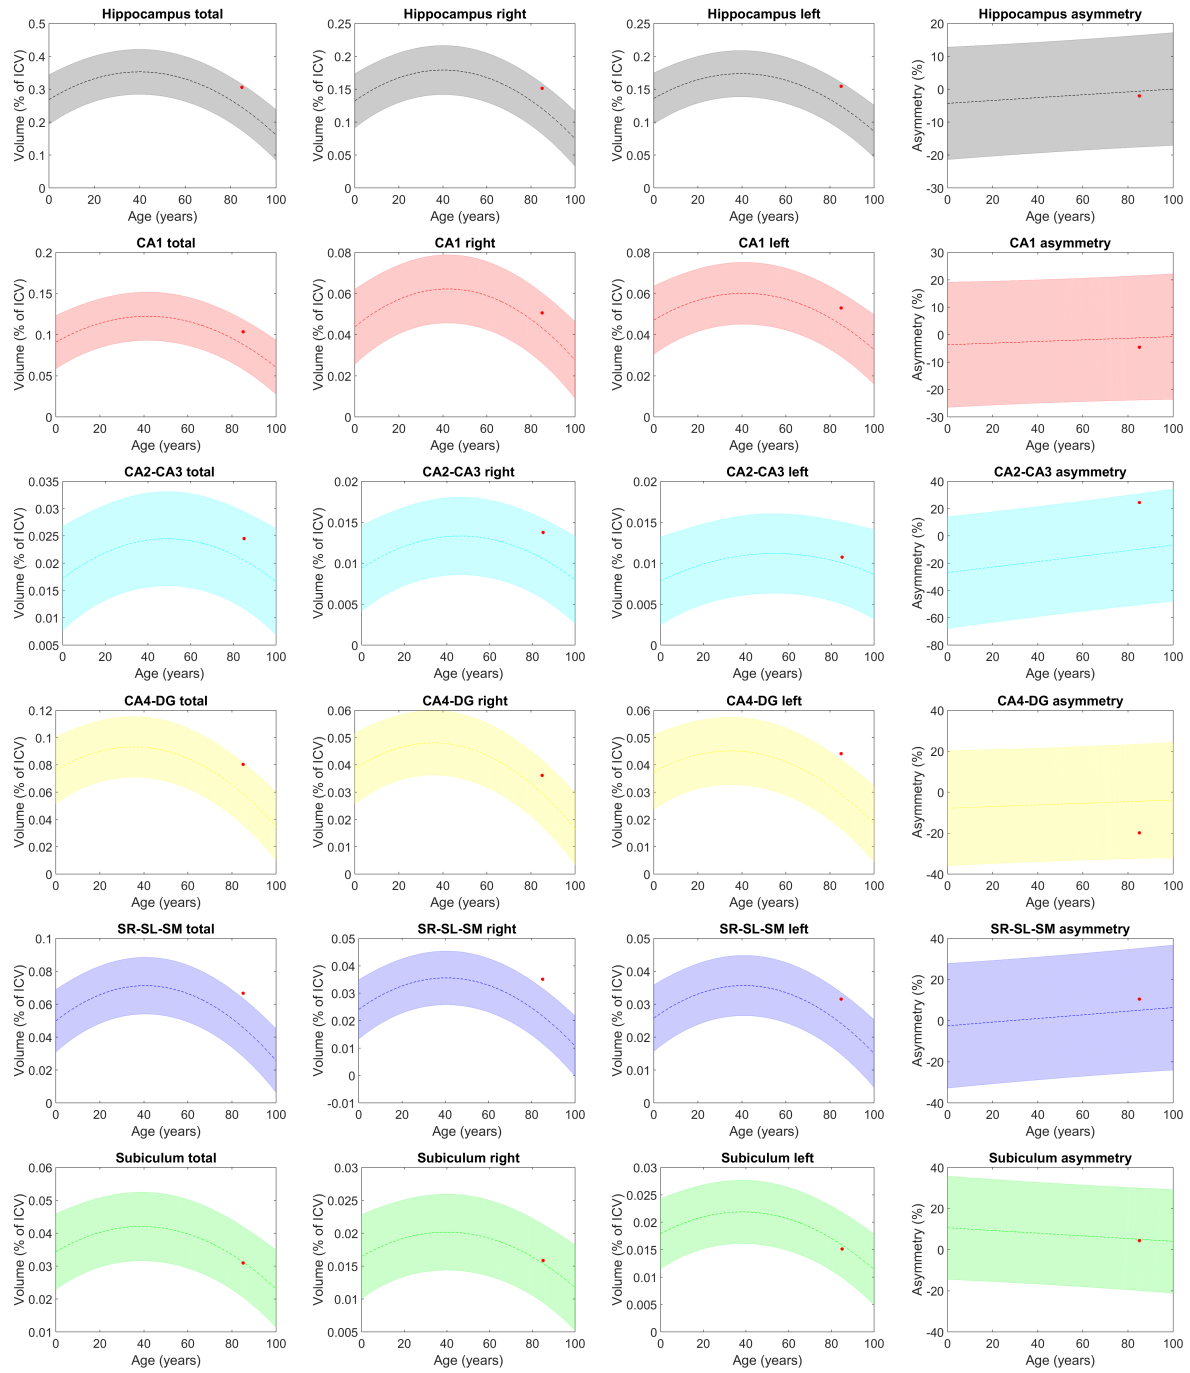 Hippocampus total
Hippocampus right
Hippocampus left
Hippocampus asymmetry
Volume (% of ICV)
0.5
0.4
0.3
0.2
0.1
0
0 20 40 60 80 100
Age (years)
Volume (% of ICV)
0.25
0.2
0.15
0.1
0.05
0
0 20 40 60 80 100
Age (years)
Volume (% of ICV)
0.25
0.2
0.15
0.1
0.05
0
0 20 40 60 80 100
Age (years)
Asymmetry (%)
20
10
0
-10
-20
-30
0 20 40 60 80 100
Age (years)
CA1 total
CA1 right
CA1 left
CA1 asymmetry
Volume (% of ICV)
0.2
0.15
0.1
0.05
0
0 20 40 60 80 100
Age (years)
Volume (% of ICV)
0.08
0.06
0.04
0.02
0
0 20 40 60 80 100
Age (years)
Volume (% of ICV)
0.08
0.06
0.04
0.02
0
0 20 40 60 80 100
Age (years)
Asymmetry (%)
30
20
10
0
-10
-20
-30
0 20 40 60 80 100
Age (years)
CA2-CA3 total
CA2-CA3 right
CA2-CA3 left
CA2-CA3 asymmetry
Volume (% of ICV)
0.035
0.03
0.025
0.02
0.015
0.01
0.005
0 20 40 60 80 100
Age (years)
Volume (% of ICV)
0.02
0.015
0.01
0.005
0
0 20 40 60 80 100
Age (years)
Volume (% of ICV)
0.02
0.015
0.01
0.005
0
0 20 40 60 80 100
Age (years)
Asymmetry (%)
40
20
0
-20
-40
-60
-80
0 20 40 60 80 100
Age (years)
CA4-DG total
CA4-DG right
CA4-DG left
CA4-DG asymmetry
Volume (% of ICV)
0.12
0.1
0.08
0.06
0.04
0.02
0
0 20 40 60 80 100
Age (years)
Volume (% of ICV)
0.06
0.05
0.04
0.03
0.02
0.01
0
0 20 40 60 80 100
Age (years)
Volume (% of ICV)
0.06
0.05
0.04
0.03
0.02
0.01
0
0 20 40 60 80 100
Age (years)
Asymmetry (%)
40
20
0
-20
-40
0 20 40 60 80 100
Age (years)
SR-SL-SM total
SR-SL-SM right
SR-SL-SM left
SR-SL-SM asymmetry
Volume (% of ICV)
0.1
0.08
0.06
0.04
0.02
0
0 20 40 60 80 100
Age (years)
Volume (% of ICV)
0.05
0.04
0.03
0.02
0.01
0
-0.01
0 20 40 60 80 100
Age (years)
Volume (% of ICV)
0.05
0.04
0.03
0.02
0.01
0
0 20 40 60 80 100
Age (years)
Asymmetry (%)
40
20
0
-20
-40
0 20 40 60 80 100
Age (years)
Subiculum total
Subiculum right
Subiculum left
Subiculum asymmetry
Volume (% of ICV)
0.06
0.05
0.04
0.03
0.02
0.01
0 20 40 60 80 100
Age (years)
Volume (% of ICV)
0.03
0.025
0.02
0.015
0.01
0.005
0 20 40 60 80 100
Age (years)
Volume (% of ICV)
0.03
0.025
0.02
0.015
0.01
0.005
0
0 20 40 60 80 100
Age (years)
Asymmetry (%)
40
20
0
-20
-40
0 20 40 60 80 100
Age (years)